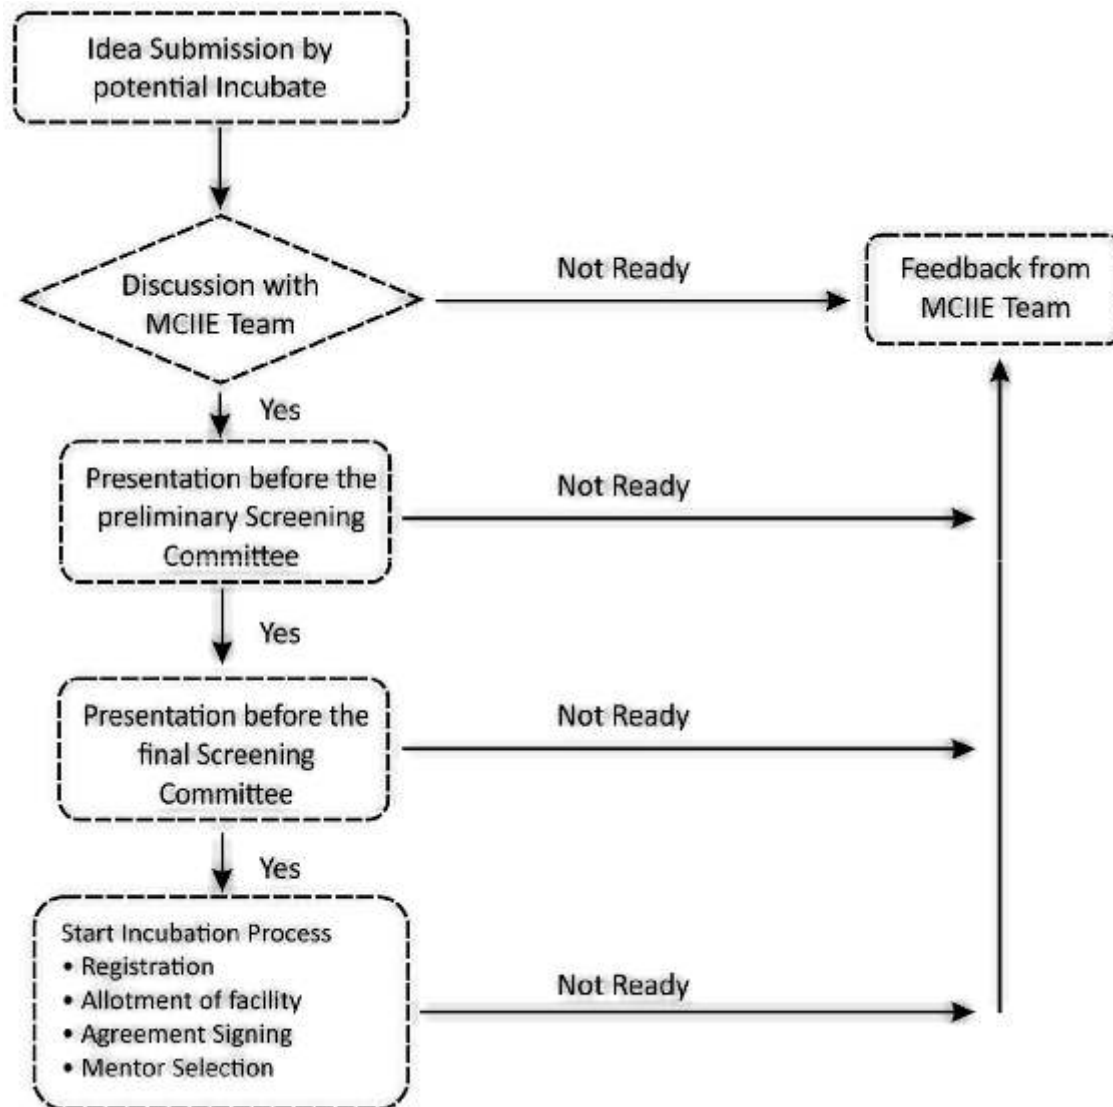 Idea Submission by
potential Incubate
Discussion with
MCIIE Team
Not Ready
Feedback from
MCIIE Team
Yes
Presentation before the
preliminary Screening
Committee
Not Ready
Yes
Presentation before the
final Screening
Committee
Not Ready
Yes
Start Incubation Process
• Registration
• Allotment of facility
• Agreement Signing
• Mentor Selection
Not Ready